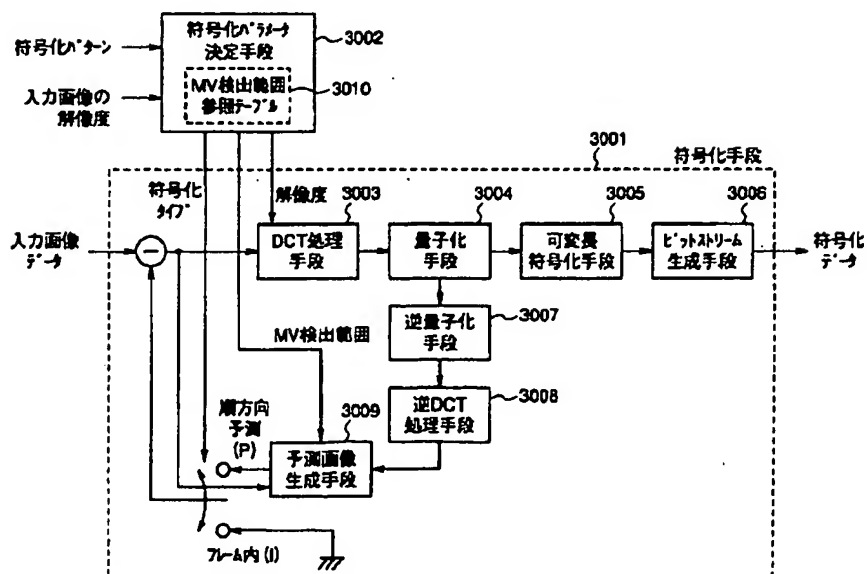 符号化パラメータ
決定手段
3002
符号化パターン
MV検出範囲
参照テーブル
3010
入力画像の
解像度
3001
符号化手段
符号化
タイプ
解像度
3003
3004
3005
3006
入力画像
データ
DCT処理
手段
量子化
手段
可変長
符号化手段
ビットストリーム
生成手段
符号化
データ
逆量子化
手段
3007
MV検出範囲
逆DCT
処理手段
3008
順方向
予測
(P)
3009
予測画像
生成手段
フレーム内(I)